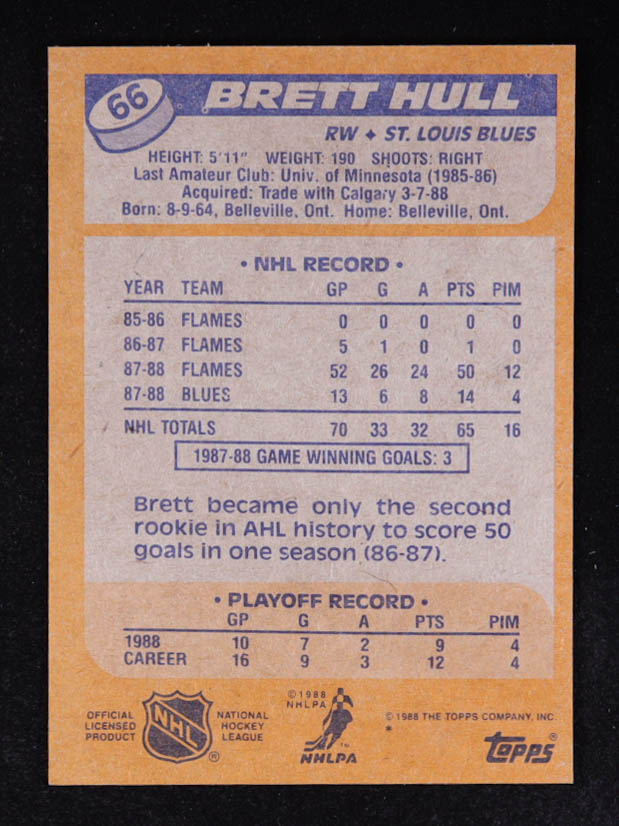 66
BRETT HULL
RW ♦ ST. LOUIS BLUES
HEIGHT: 5'11" WEIGHT: 190 SHOOTS: RIGHT
Last Amateur Club: Univ. of Minnesota (1985-86)
Acquired: Trade with Calgary 3-7-88
Born: 8-9-64, Belleville, Ont. Home: Belleville, Ont.
• NHL RECORD •
YEAR TEAM GP G A PTS PIM
85-86 FLAMES 0 0 0 0 0
86-87 FLAMES 5 1 0 1 0
87-88 FLAMES 52 26 24 50 12
87-88 BLUES 13 6 8 14 4
NHL TOTALS 70 33 32 65 16
1987-88 GAME WINNING GOALS: 3
Brett became only the second
rookie in AHL history to score 50
goals in one season (86-87).
• PLAYOFF RECORD •
GP G A PTS PIM
1988 10 7 2 9 4
CAREER 16 9 3 12 4
OFFICIAL
LICENSED
PRODUCT
NHL
®
NATIONAL
HOCKEY
LEAGUE
© 1988
NHLPA
™
NHLPA
© 1988 THE TOPPS COMPANY, INC.
*
topps®